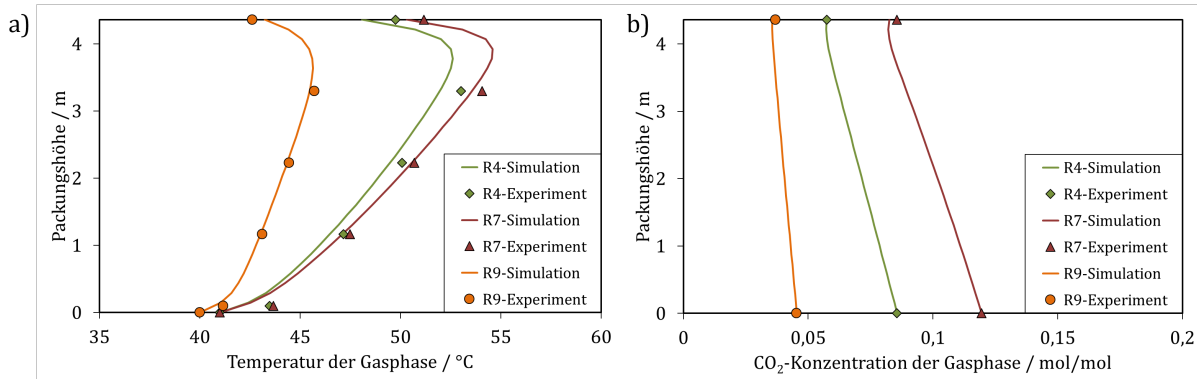 a)
Packungshöhe / m
4
3
2
1
0
35
40
45
50
55
60
Temperatur der Gasphase / °C
R4-Simulation
R4-Experiment
R7-Simulation
R7-Experiment
R9-Simulation
R9-Experiment
b)
Packungshöhe / m
4
3
2
1
0
0
0,05
0,1
0,15
0,2
CO₂-Konzentration der Gasphase / mol/mol
R4-Simulation
R4-Experiment
R7-Simulation
R7-Experiment
R9-Simulation
R9-Experiment